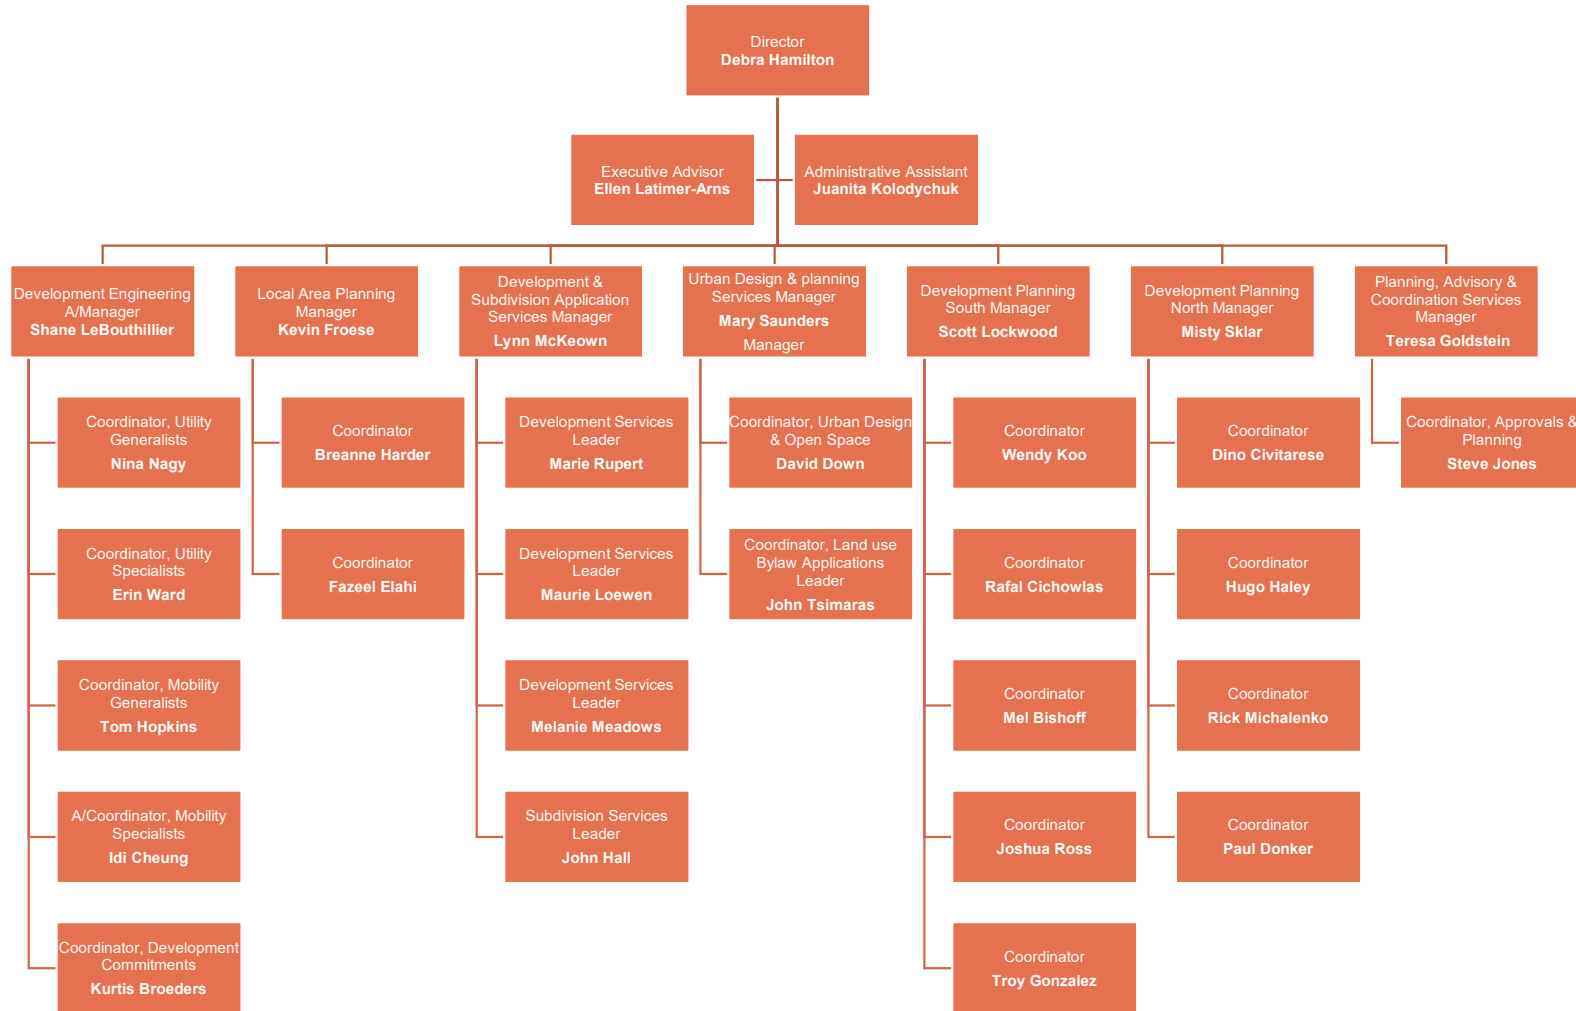 Director
Debra Hamilton
Executive Advisor
Ellen Latimer-Arns
Administrative Assistant
Juanita Kolodychuk
Development Engineering
A/Manager
Shane LeBouthillier
Local Area Planning
Manager
Kevin Froese
Development &
Subdivision Application
Services Manager
Lynn McKeown
Urban Design & planning
Services Manager
Mary Saunders
Manager
Development Planning
South Manager
Scott Lockwood
Development Planning
North Manager
Misty Sklar
Planning, Advisory &
Coordination Services
Manager
Teresa Goldstein
Coordinator, Utility
Generalists
Nina Nagy
Coordinator
Breanne Harder
Development Services
Leader
Marie Rupert
Coordinator, Urban Design
& Open Space
David Down
Coordinator
Wendy Koo
Coordinator
Dino Civitarese
Coordinator, Approvals &
Planning
Steve Jones
Coordinator, Utility
Specialists
Erin Ward
Coordinator
Fazeel Elahi
Development Services
Leader
Maurie Loewen
Coordinator, Land use
Bylaw Applications
Leader
John Tsimaras
Coordinator
Rafal Cichowlas
Coordinator
Hugo Haley
Coordinator, Mobility
Generalists
Tom Hopkins
Development Services
Leader
Melanie Meadows
Coordinator
Mel Bishoff
Coordinator
Rick Michalenko
A/Coordinator, Mobility
Specialists
Idi Cheung
Subdivision Services
Leader
John Hall
Coordinator
Joshua Ross
Coordinator
Paul Donker
Coordinator, Development
Commitments
Kurtis Broeders
Coordinator
Troy Gonzalez